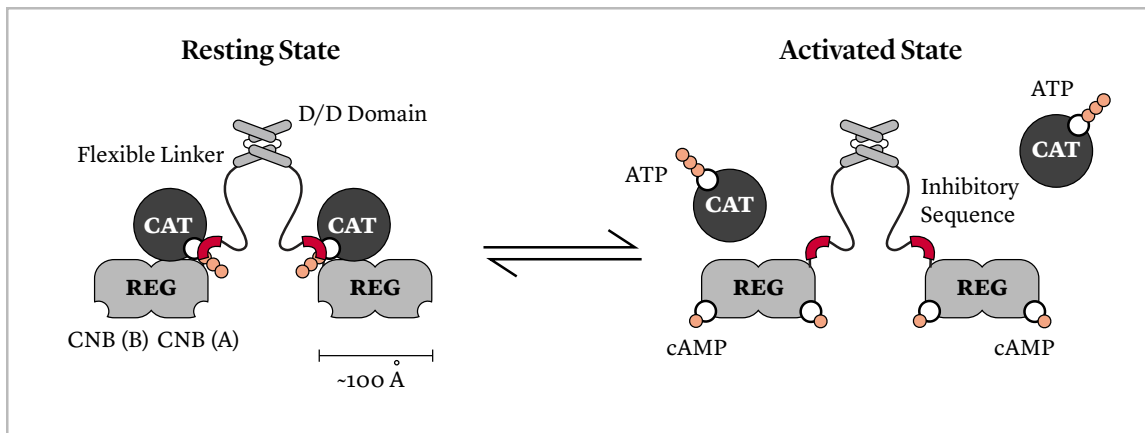 Resting State
D/D Domain
Flexible Linker
CAT
CAT
REG
REG
CNB (B) CNB (A)
~100 Å
Activated State
ATP
CAT
ATP
CAT
Inhibitory
Sequence
REG
REG
cAMP
cAMP